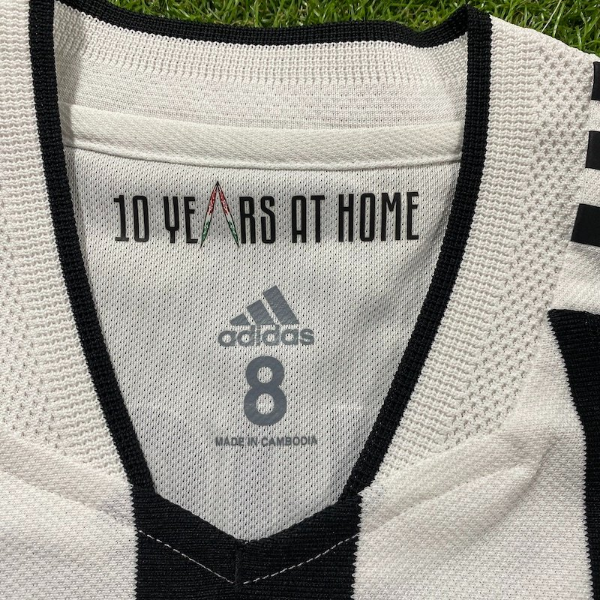 10 YEARS AT HOME
adidas
8
MADE IN CAMBODIA